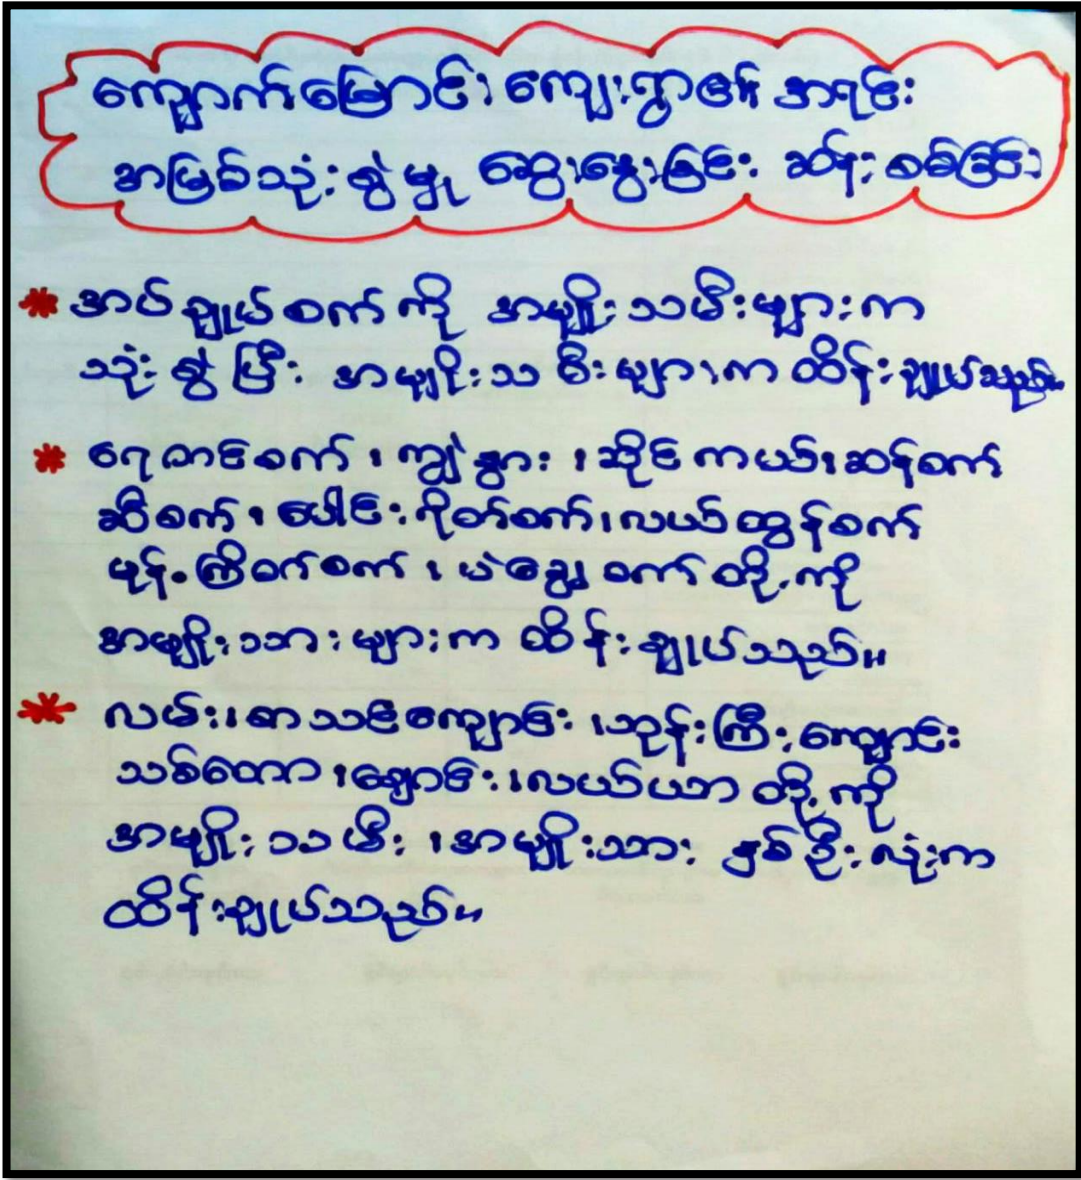 ကျောက်မြောင်း ကျေးရွာ၏ အရင်း
အမြစ်သုံးစွဲမှု ဆွေးနွေးခြင်း ဆန်းစစ်ခြင်း
* အပ်ချုပ်စက်ကို အမျိုးသမီးများက
သုံးစွဲပြီး အမျိုးသမီးများက ထိန်းချုပ်သည်။
* ရေတင်စက်၊ ကျွဲနွား၊ ဆိုင်ကယ်၊ ဆန်စက်
ဆီစက်၊ ပေါင်းဂိုတ်စက်၊ လယ်ထွန်စက်
မုန့်ကြိတ်စက်၊ ပဲခြွေစက်တို့ကို
အမျိုးသားများက ထိန်းချုပ်သည်။
* လမ်း၊ စာသင်ကျောင်း၊ ဘုန်းကြီးကျောင်း
သစ်တော၊ ချောင်း၊ လယ်ယာတို့ကို
အမျိုးသမီး၊ အမျိုးသား နှစ်ဦးလုံးက
ထိန်းချုပ်သည်။